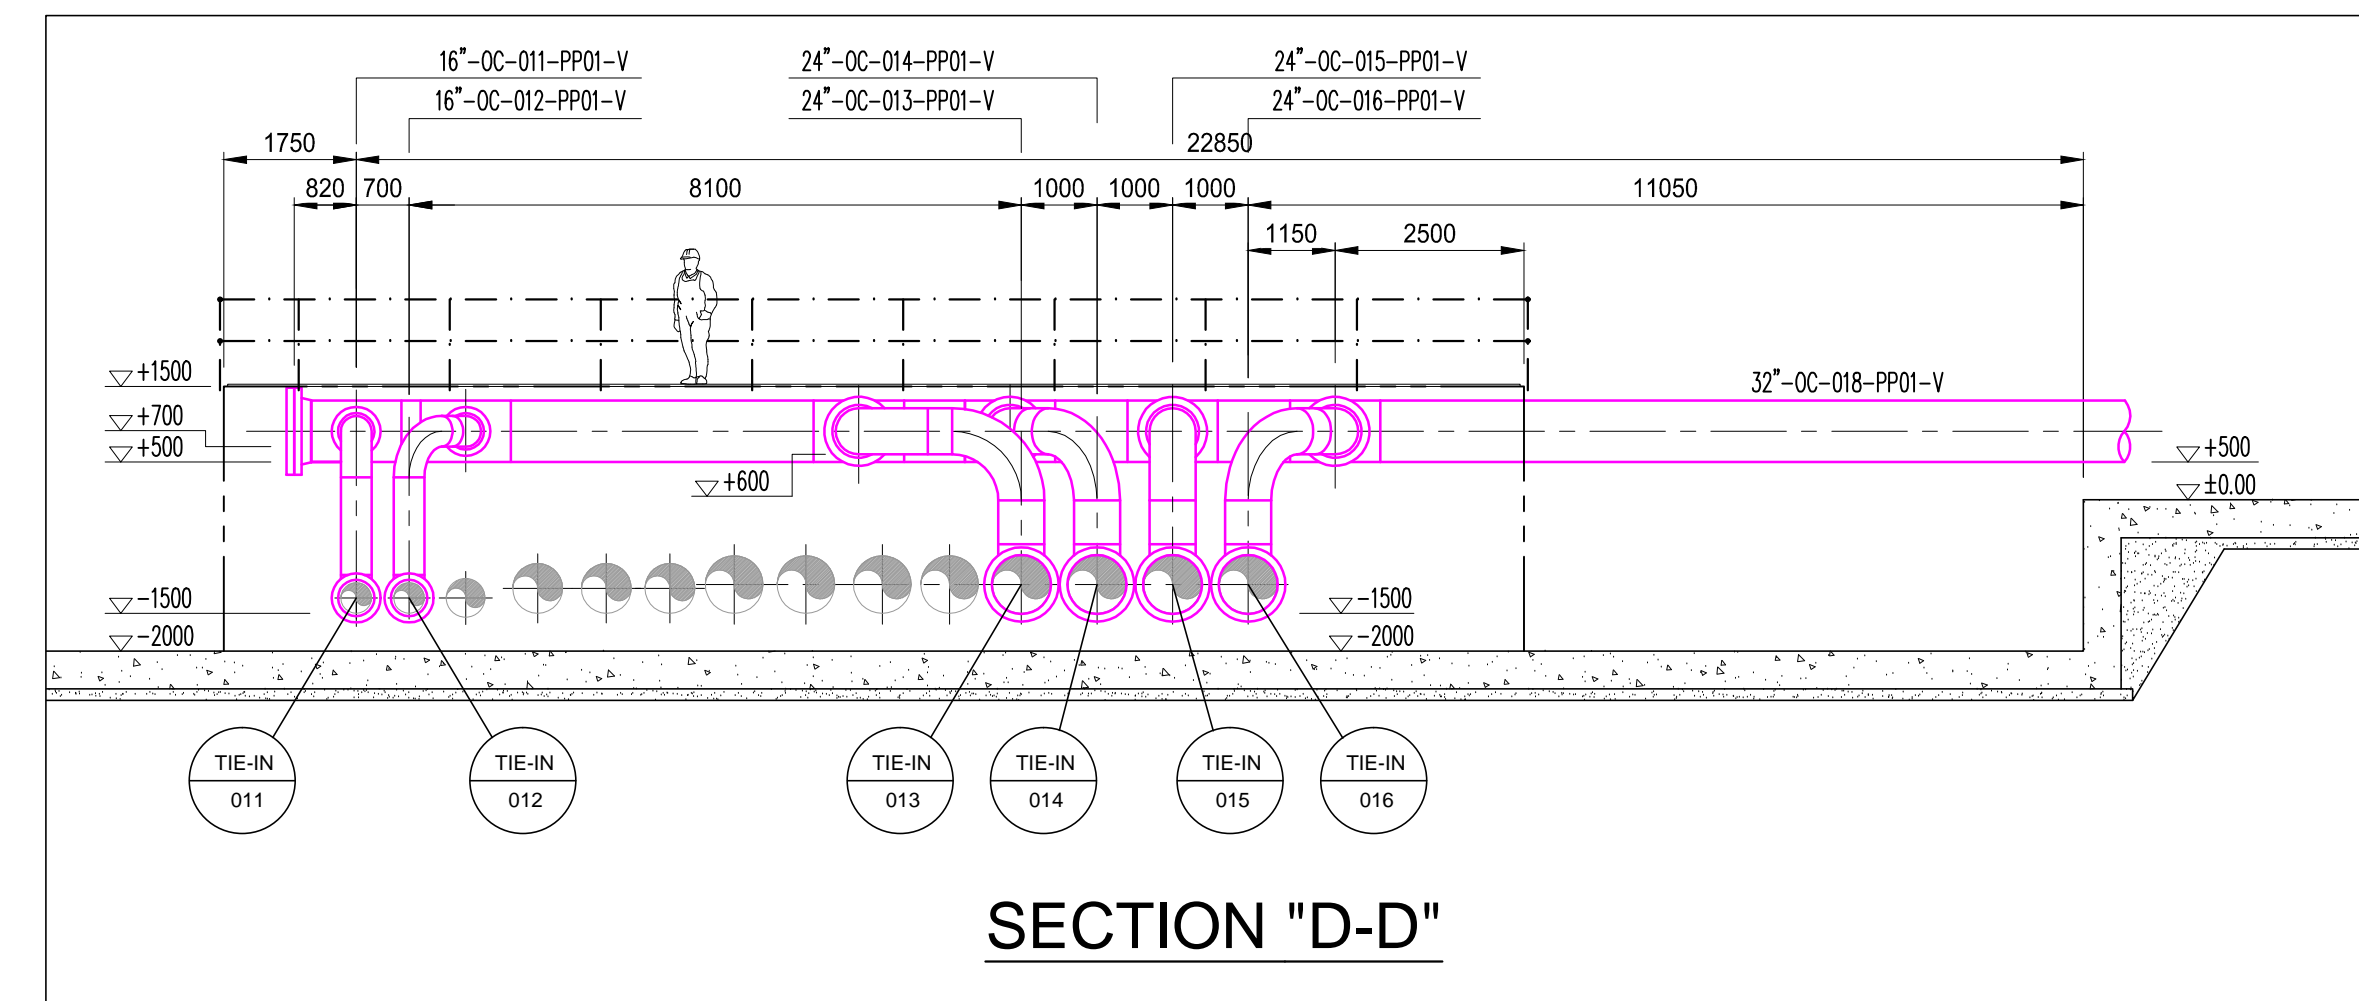 16"-OC-011-PP01-V
24"-OC-014-PP01-V
24"-OC-015-PP01-V
16"-OC-012-PP01-V
24"-OC-013-PP01-V
24"-OC-016-PP01-V
1750
22850
820
700
8100
1000
1000
1000
11050
1150
2500
+1500
32"-OC-018-PP01-V
+700
+500
+600
+500
±0.00
-1500
-2000
-1500
-2000
TIE-IN
011
TIE-IN
012
TIE-IN
013
TIE-IN
014
TIE-IN
015
TIE-IN
016
SECTION "D-D"